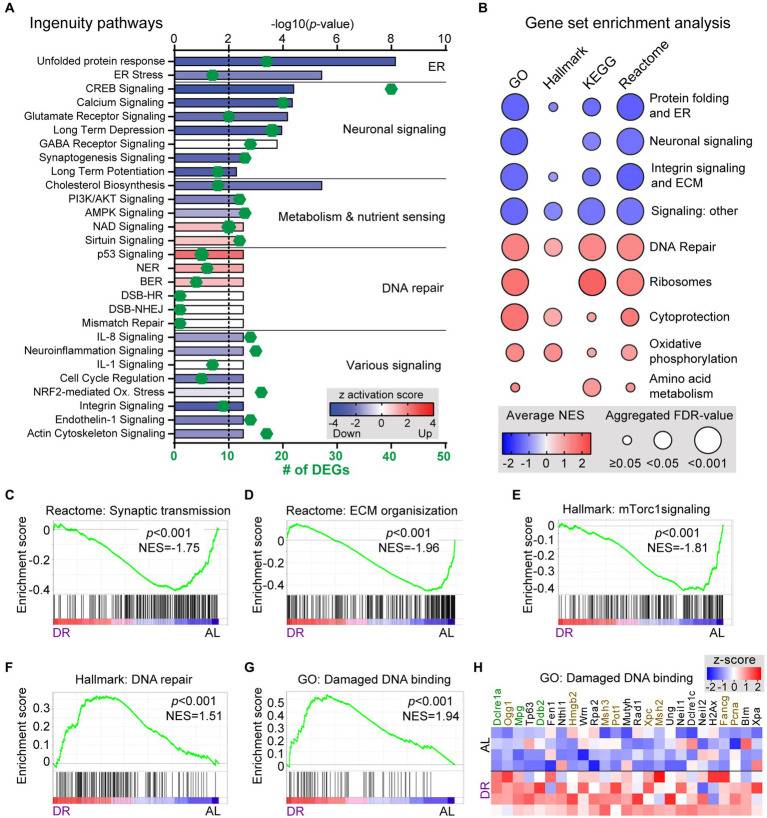 A
Ingenuity pathways
-log10(p-value)
0 2 4 6 8 10
Unfolded protein response
ER Stress
ER
CREB Signaling
Calcium Signaling
Glutamate Receptor Signaling
Long Term Depression
GABA Receptor Signaling
Synaptogenesis Signaling
Long Term Potentiation
Neuronal signaling
Cholesterol Biosynthesis
PI3K/AKT Signaling
AMPK Signaling
NAD Signaling
Sirtuin Signaling
Metabolism & nutrient sensing
p53 Signaling
NER
BER
DSB-HR
DSB-NHEJ
Mismatch Repair
DNA repair
IL-8 Signaling
Neuroinflammation Signaling
IL-1 Signaling
Cell Cycle Regulation
NRF2-mediated Ox. Stress
Integrin Signaling
Endothelin-1 Signaling
Actin Cytoskeleton Signaling
Various signaling
z activation score
-4 -2 0 2 4
Down Up
0 10 20 30 40 50
# of DEGs
B
Gene set enrichment analysis
GO Hallmark KEGG Reactome
Protein folding
and ER
Neuronal signaling
Integrin signaling
and ECM
Signaling: other
DNA Repair
Ribosomes
Cytoprotection
Oxidative
phosphorylation
Amino acid
metabolism
Average NES
-2 -1 0 1 2
Aggregated FDR-value
≥0.05 <0.05 <0.001
C
Reactome: Synaptic transmission
p<0.001
NES=-1.75
Enrichment score
0
-0.2
-0.4
DR AL
D
Reactome: ECM organisization
p<0.001
NES=-1.96
Enrichment score
0
-0.2
-0.4
DR AL
E
Hallmark: mTorc1signaling
p<0.001
NES=-1.81
Enrichment score
0
-0.1
-0.2
-0.3
-0.4
DR AL
F
Hallmark: DNA repair
p<0.001
NES=1.51
Enrichment score
0.3
0.2
0.1
0
DR AL
G
GO: Damaged DNA binding
p<0.001
NES=1.94
Enrichment score
0.5
0.4
0.3
0.2
0.1
0
DR AL
H
GO: Damaged DNA binding
z-score
-2 -1 0 1 2
Dclre1a
Ogg1
Mpg
Tp63
Ddb2
Fen1
Nthl1
Hmgb2
Wrn
Rpa2
Msh3
Pot1
Mutyh
Rad1
Xpc
Msh2
Ung
Neil1
Dclre1c
Neil2
H2Ax
Fancg
Pcna
Blm
Xpa
AL
DR